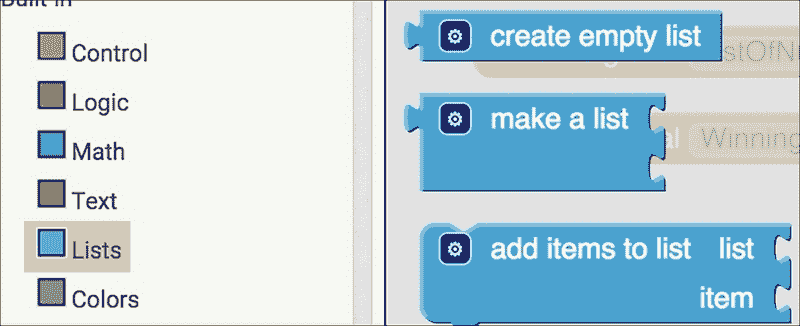 Built in
Control
Logic
Math
Text
Lists
Colors
create empty list
make a list
add items to list list
item
Winning